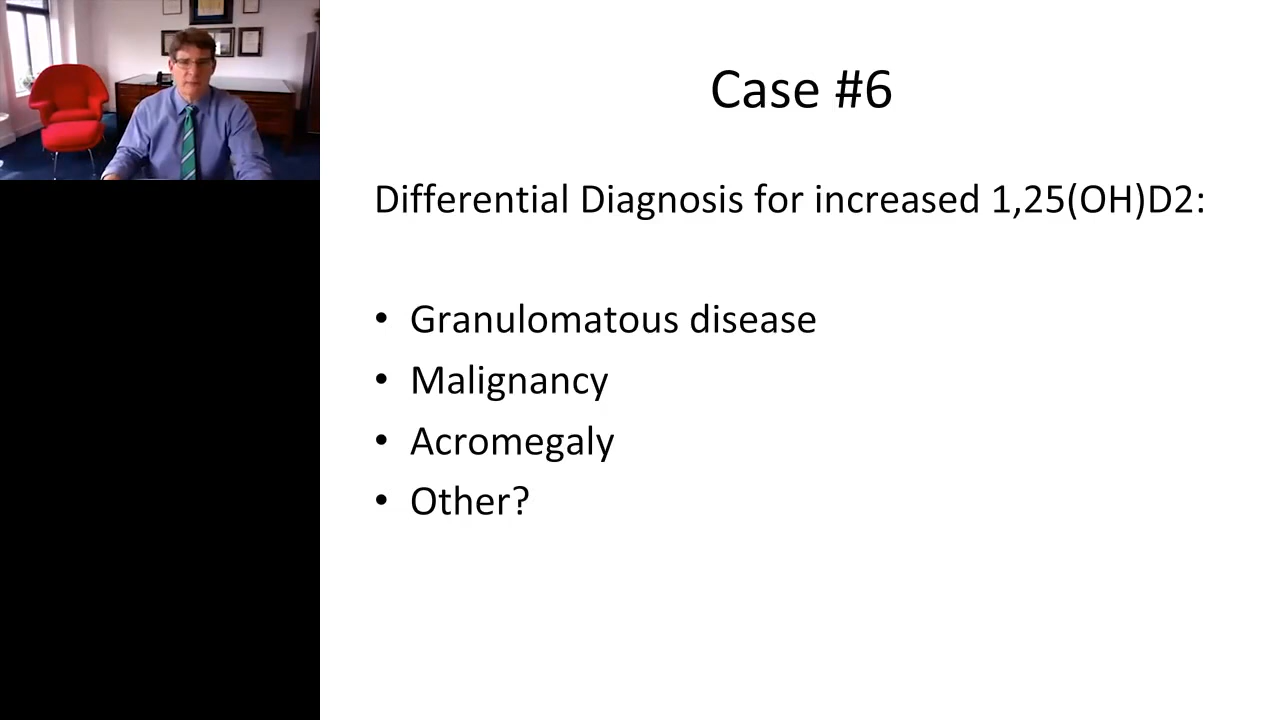 Case #6
Differential Diagnosis for increased 1,25(OH)D2:
• Granulomatous disease
• Malignancy
• Acromegaly
• Other?